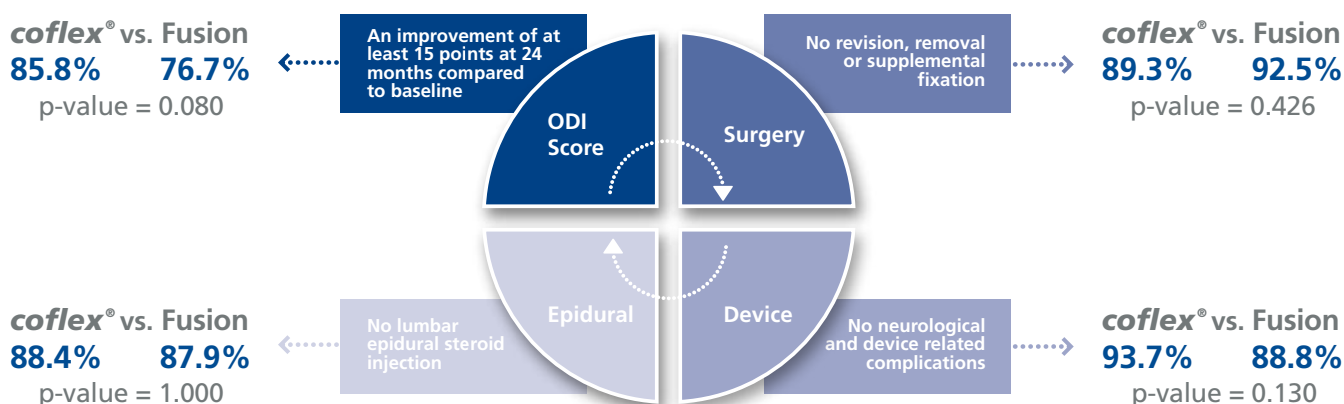 coflex® vs. Fusion
85.8% 76.7%
p-value = 0.080
An improvement of at
least 15 points at 24
months compared
to baseline
ODI
Score
No revision, removal
or supplemental
fixation
Surgery
coflex® vs. Fusion
89.3% 92.5%
p-value = 0.426
coflex® vs. Fusion
88.4% 87.9%
p-value = 1.000
No lumbar
epidural steroid
injection
Epidural
Device
No neurological
and device related
complications
coflex® vs. Fusion
93.7% 88.8%
p-value = 0.130